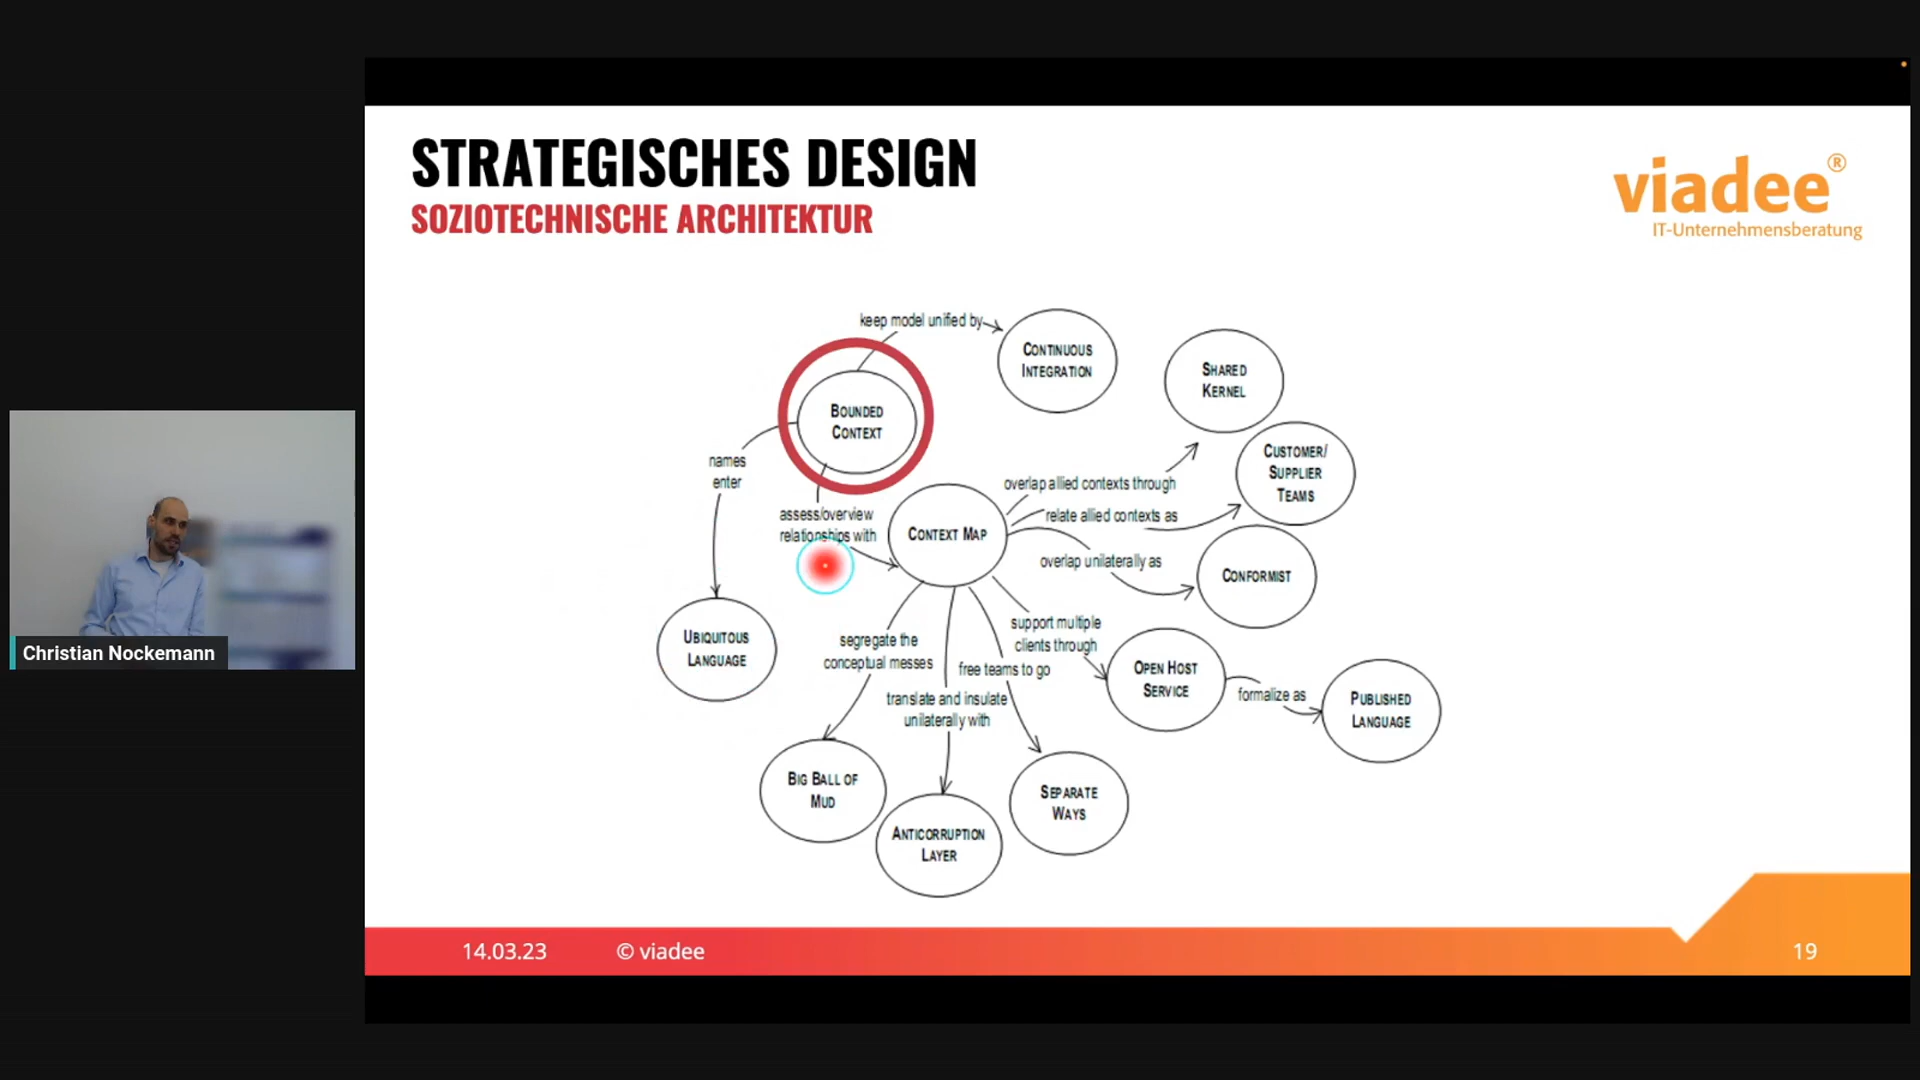 STRATEGISCHES DESIGN
SOZIOTECHNISCHE ARCHITEKTUR
viadee®
IT-Unternehmensberatung
keep model unified by
CONTINUOUS
INTEGRATION
SHARED
KERNEL
BOUNDED
CONTEXT
CUSTOMER/
SUPPLIER
TEAMS
names
enter
overlap allied contexts through
assess/overview
relationships with
relate allied contexts as
CONTEXT MAP
overlap unilaterally as
CONFORMIST
support multiple
clients through
UBIQUITOUS
LANGUAGE
segregate the
conceptual messes
free teams to go
OPEN HOST
SERVICE
formalize as
PUBLISHED
LANGUAGE
translate and insulate
unilaterally with
BIG BALL OF
MUD
SEPARATE
WAYS
ANTICORRUPTION
LAYER
Christian Nockemann
14.03.23
© viadee
19